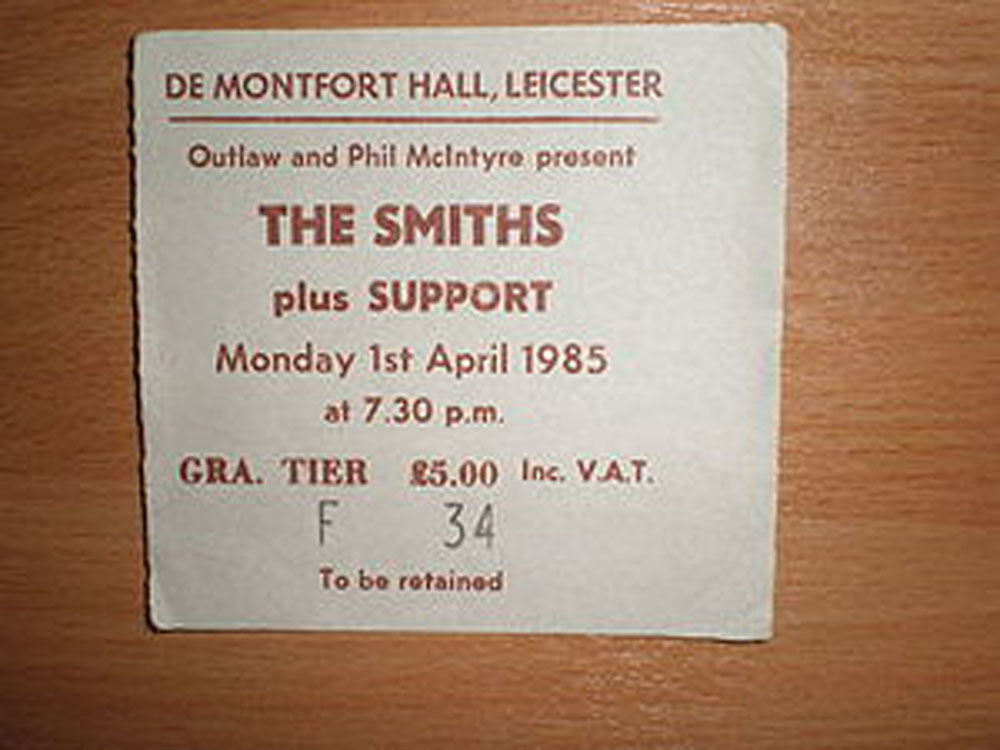 DE MONTFORT HALL, LEICESTER
Outlaw and Phil McIntyre present
THE SMITHS
plus SUPPORT
Monday 1st April 1985
at 7.30 p.m.
GRA. TIER £5.00 Inc. V.A.T.
F 34
To be retained